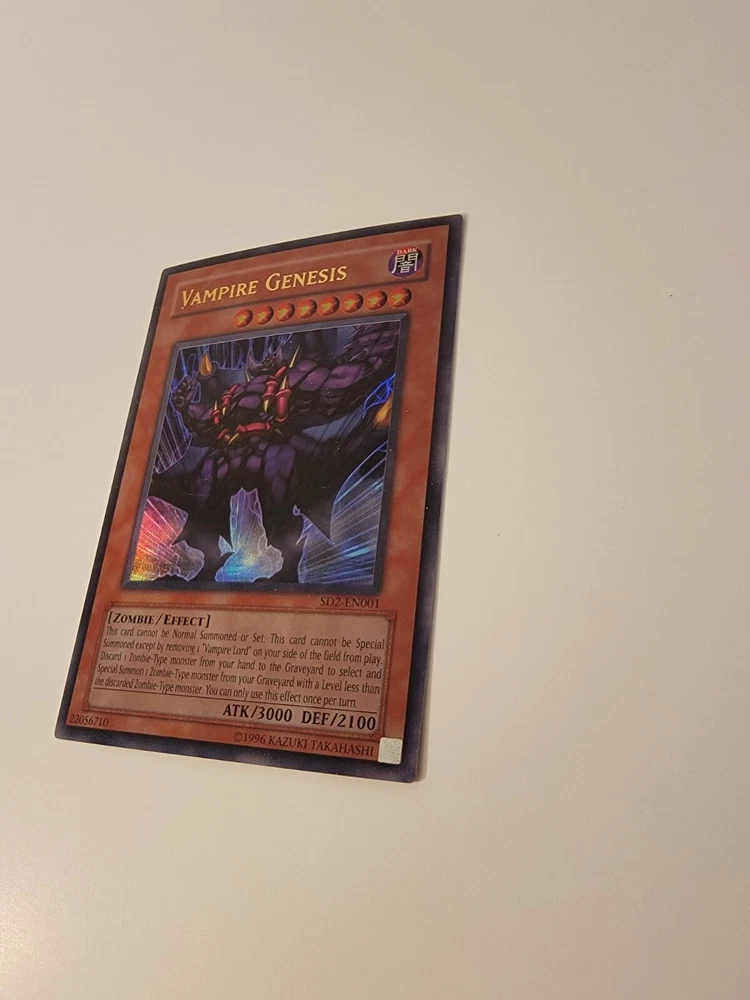 VAMPIRE GENESIS
DARK
闇
SD2-EN001
[ZOMBIE/EFFECT]
This card cannot be Normal Summoned or Set. This card cannot be Special
Summoned except by removing 1 "Vampire Lord" on your side of the field from play.
Discard 1 Zombie-Type monster from your hand to the Graveyard to select and
Special Summon 1 Zombie-Type monster from your Graveyard with a Level less than
the discarded Zombie-Type monster. You can only use this effect once per turn.
ATK/3000 DEF/2100
22056710
©1996 KAZUKI TAKAHASHI